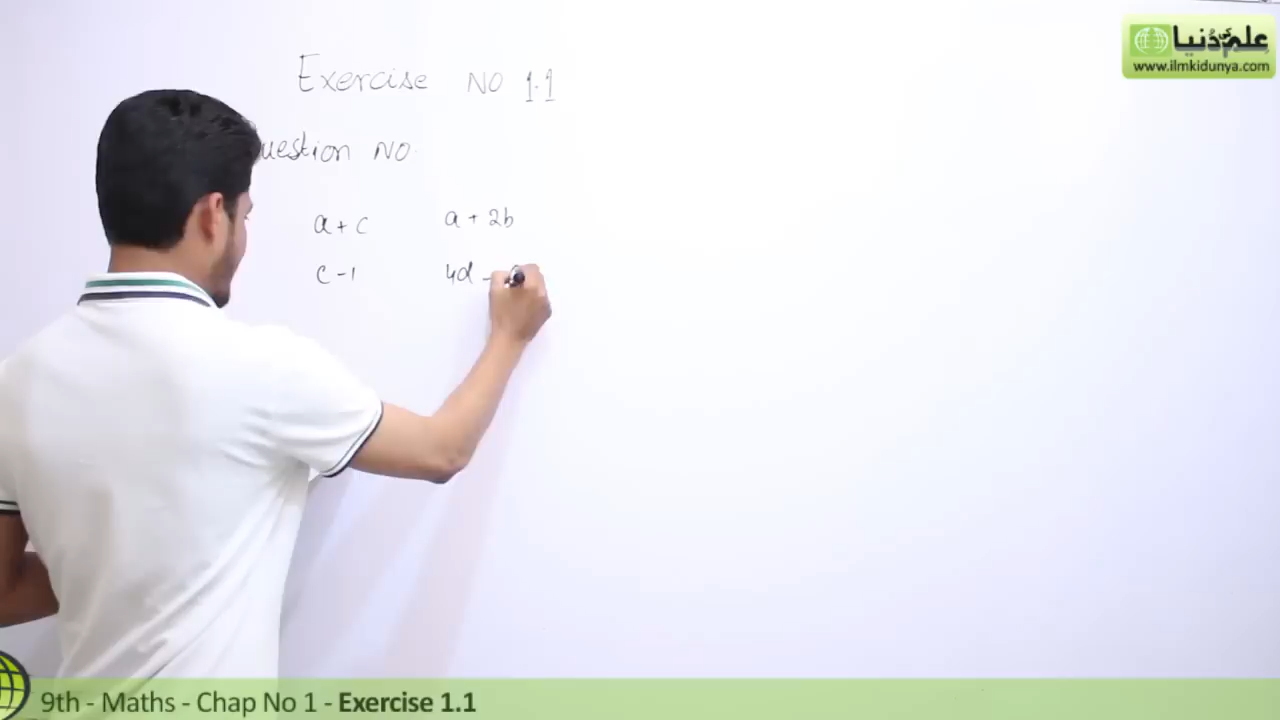 علم کی دُنیا
www.ilmkidunya.com
Exercise NO 1.1
uestion NO.
a + c a + 2b
c - 1 4d -
9th - Maths - Chap No 1 - Exercise 1.1